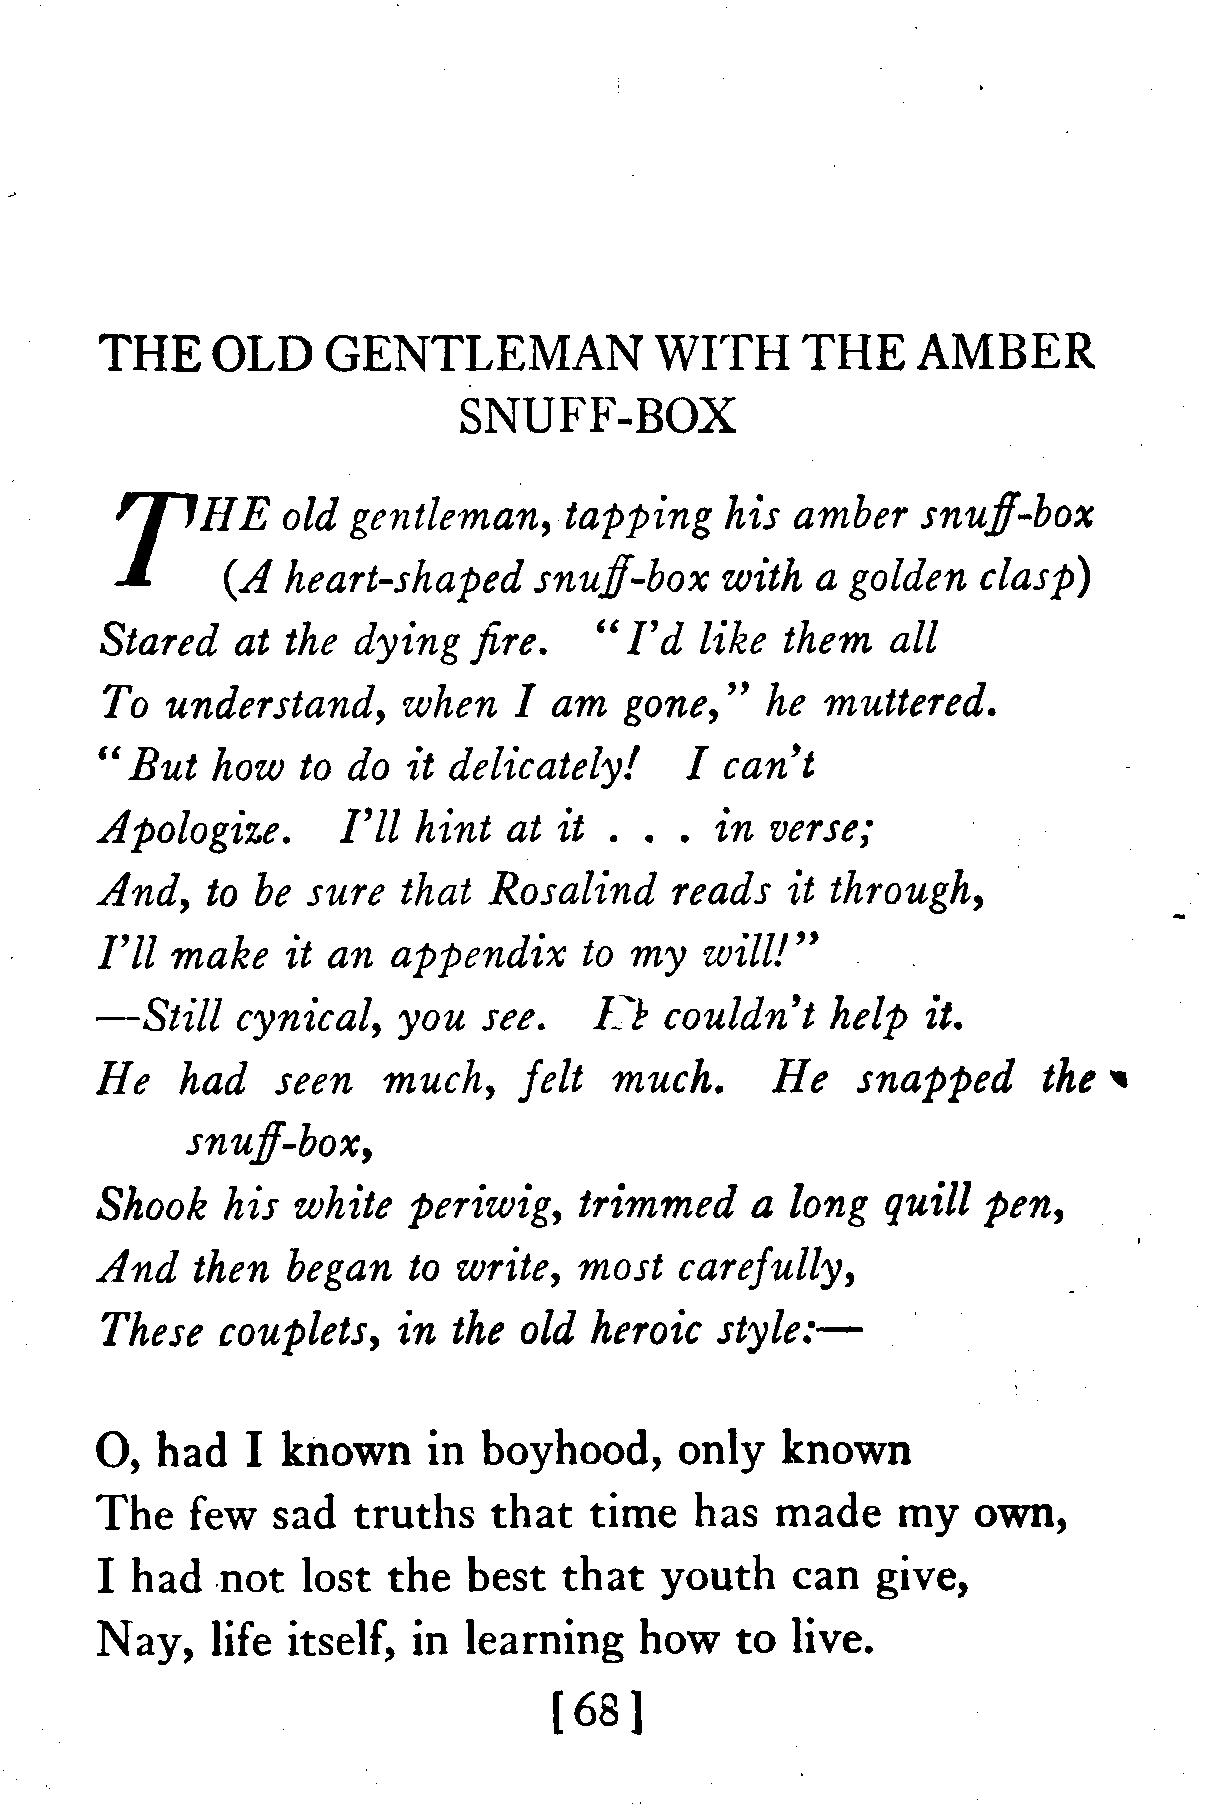 THE OLD GENTLEMAN WITH THE AMBER
SNUFF-BOX
THE old gentleman, tapping his amber snuff-box
(A heart-shaped snuff-box with a golden clasp)
Stared at the dying fire. “I’d like them all
To understand, when I am gone,” he muttered.
“But how to do it delicately! I can’t
Apologize. I’ll hint at it . . . in verse;
And, to be sure that Rosalind reads it through,
I’ll make it an appendix to my will!”
—Still cynical, you see. He couldn’t help it.
He had seen much, felt much. He snapped the
snuff-box,
Shook his white periwig, trimmed a long quill pen,
And then began to write, most carefully,
These couplets, in the old heroic style:—
O, had I known in boyhood, only known
The few sad truths that time has made my own,
I had not lost the best that youth can give,
Nay, life itself, in learning how to live.
[68]